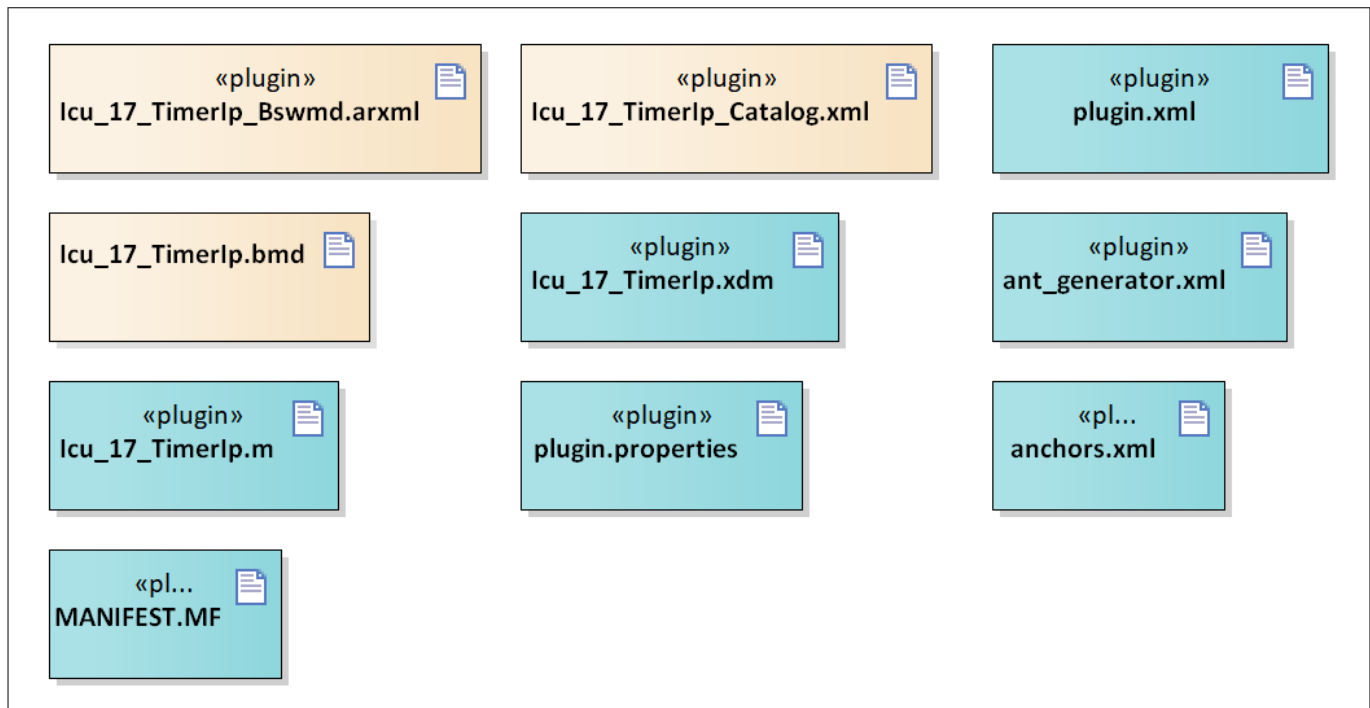 «plugin»
Icu_17_TimerIp_Bswmd.arxml
«plugin»
Icu_17_TimerIp_Catalog.xml
«plugin»
plugin.xml
Icu_17_TimerIp.bmd
«plugin»
Icu_17_TimerIp.xdm
«plugin»
ant_generator.xml
«plugin»
Icu_17_TimerIp.m
«plugin»
plugin.properties
«pl...
anchors.xml
«pl...
MANIFEST.MF